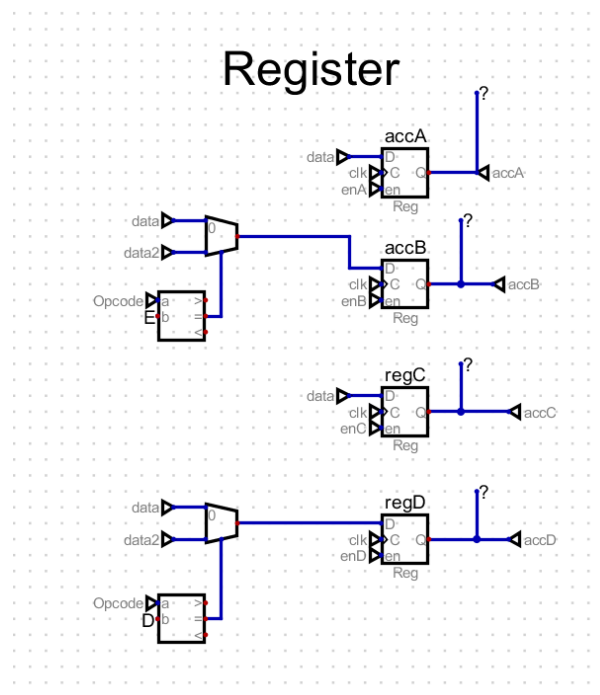 Register
?
accA
data D
clk C Q accA
enA en
Reg
?
data 0
accB
data2 D
clk C Q accB
Opcode a > enB en
E b =
<
Reg
?
regC
data D
clk C Q accC
enC en
Reg
?
regD
data 0
D
data2 clk C Q accD
enD en
Reg
Opcode a >
D b =
<